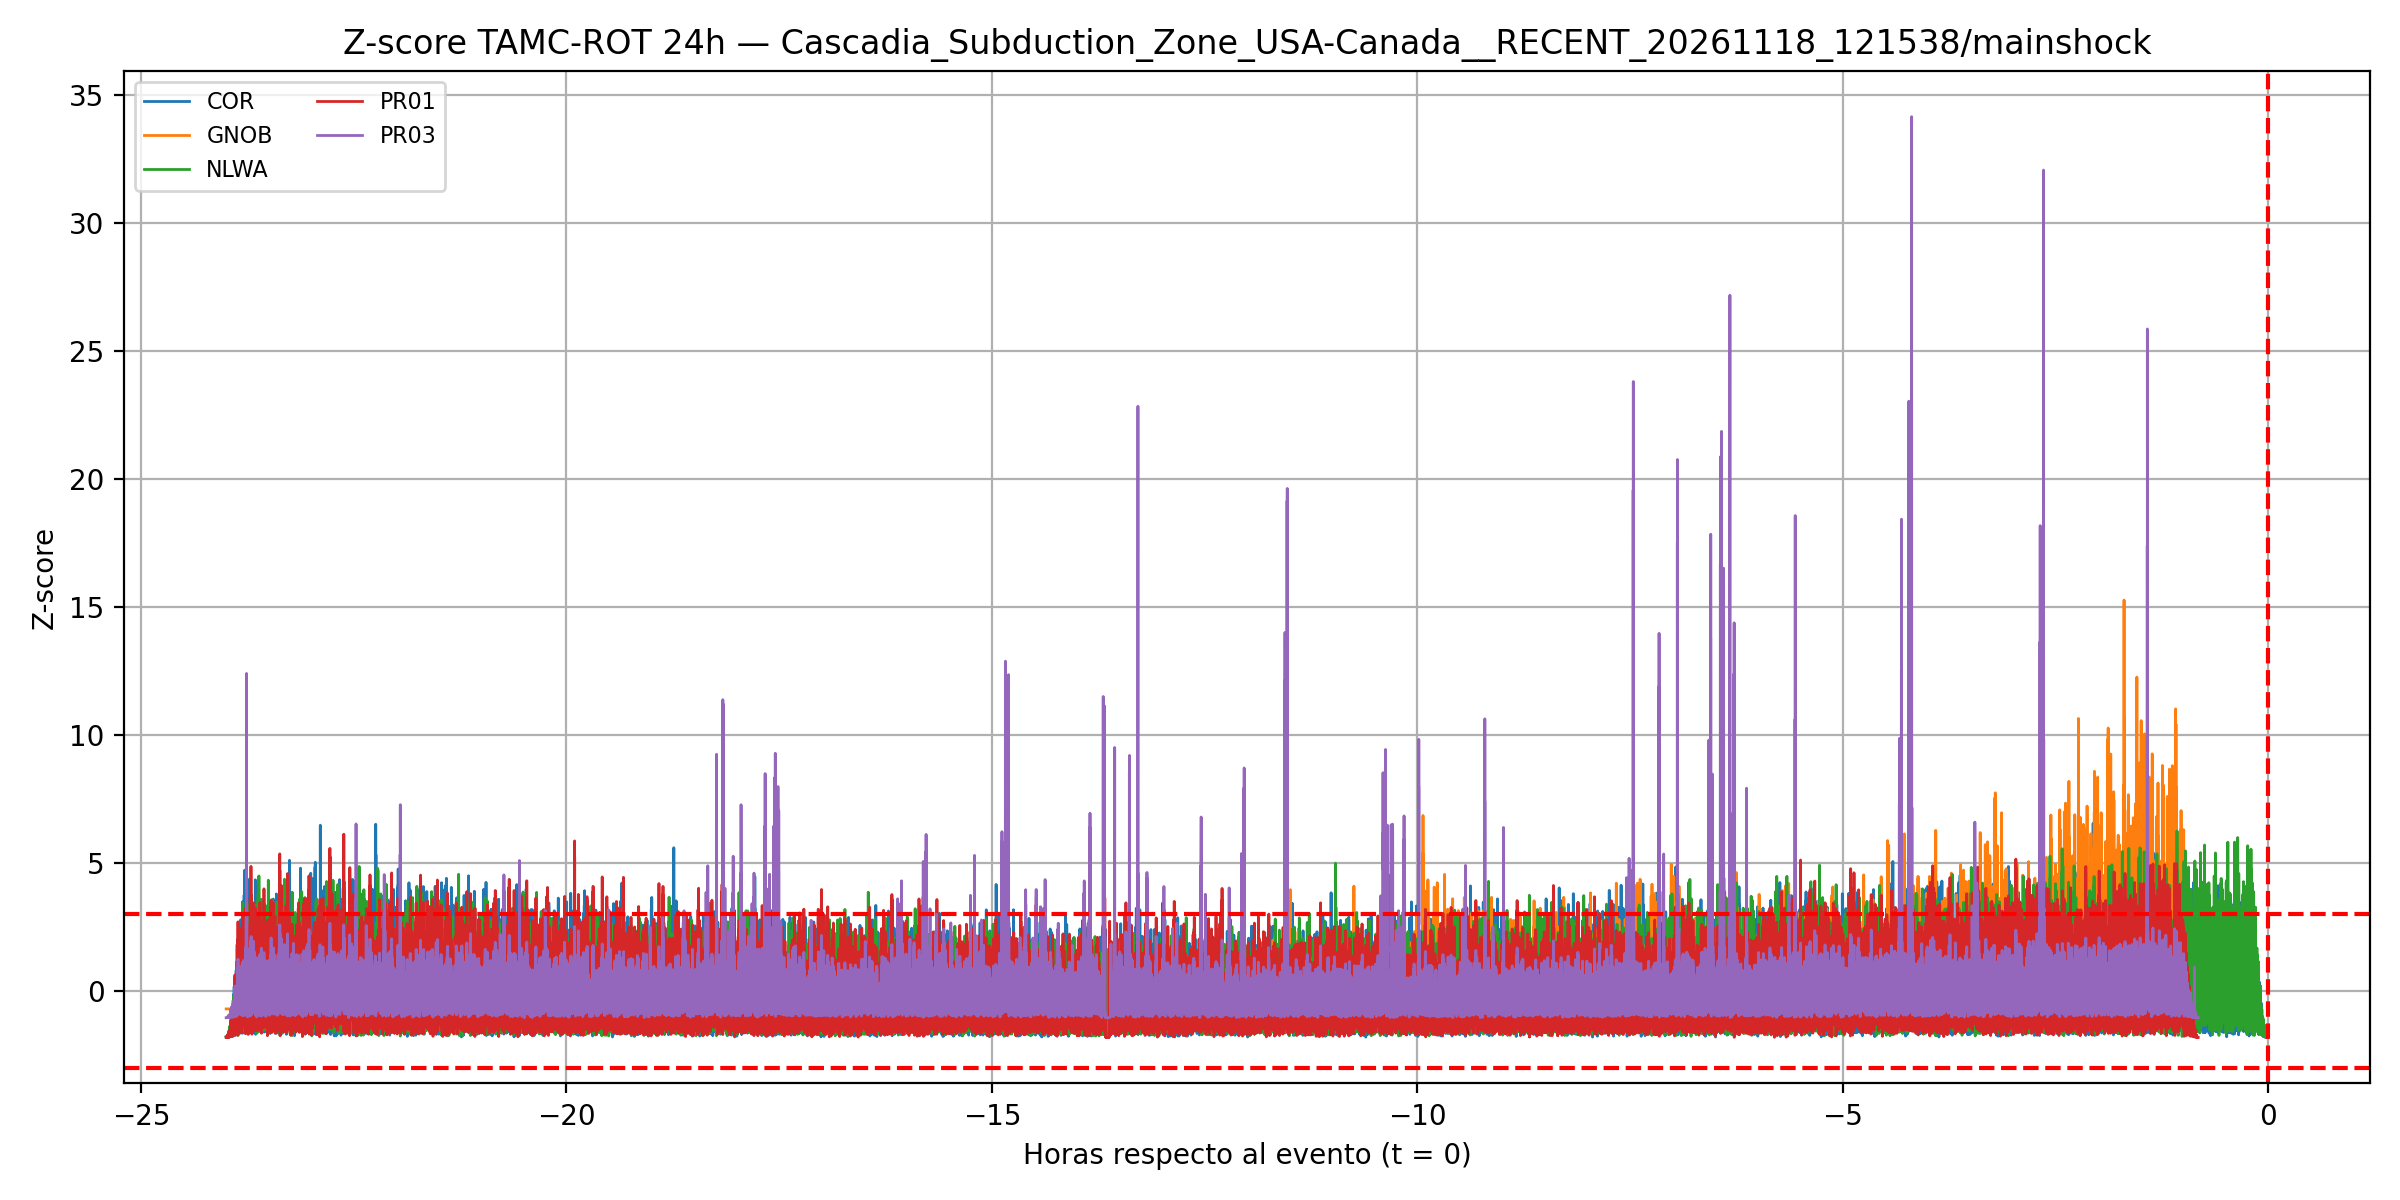 Z-score TAMC-ROT 24h — Cascadia_Subduction_Zone_USA-Canada__RECENT_20261118_121538/mainshock
COR
GNOB
NLWA
PR01
PR03
35
30
25
20
15
10
5
0
Z-score
−25
−20
−15
−10
−5
0
Horas respecto al evento (t = 0)